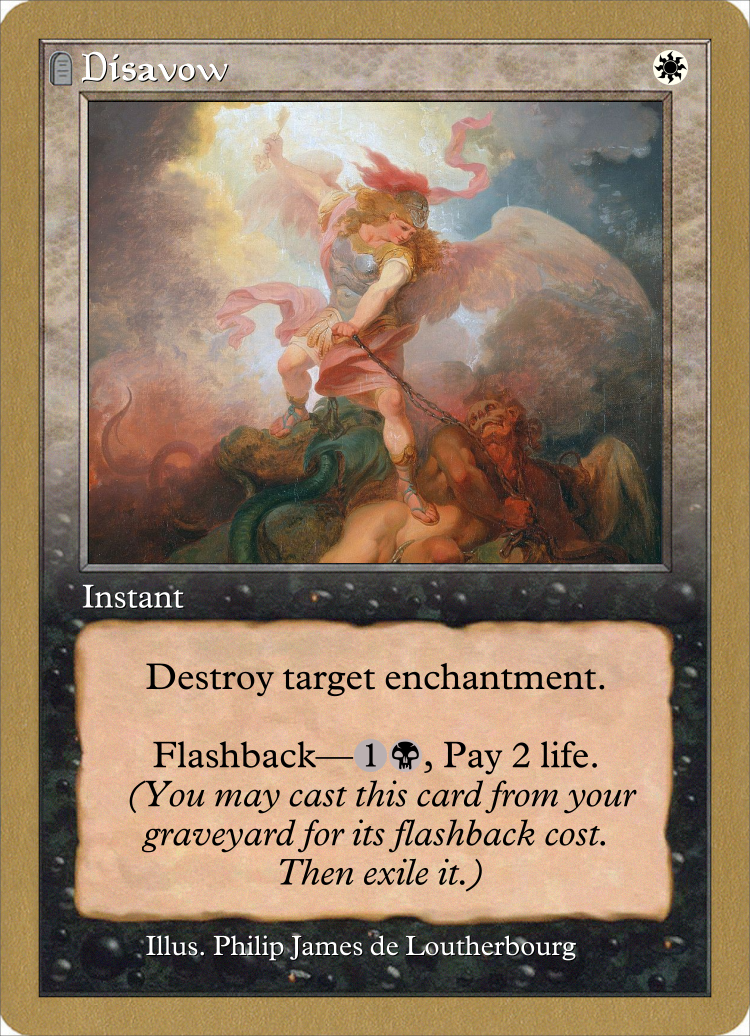 Disavow
Instant
Destroy target enchantment.
Flashback—1, Pay 2 life.
(You may cast this card from your
graveyard for its flashback cost.
Then exile it.)
Illus. Philip James de Loutherbourg